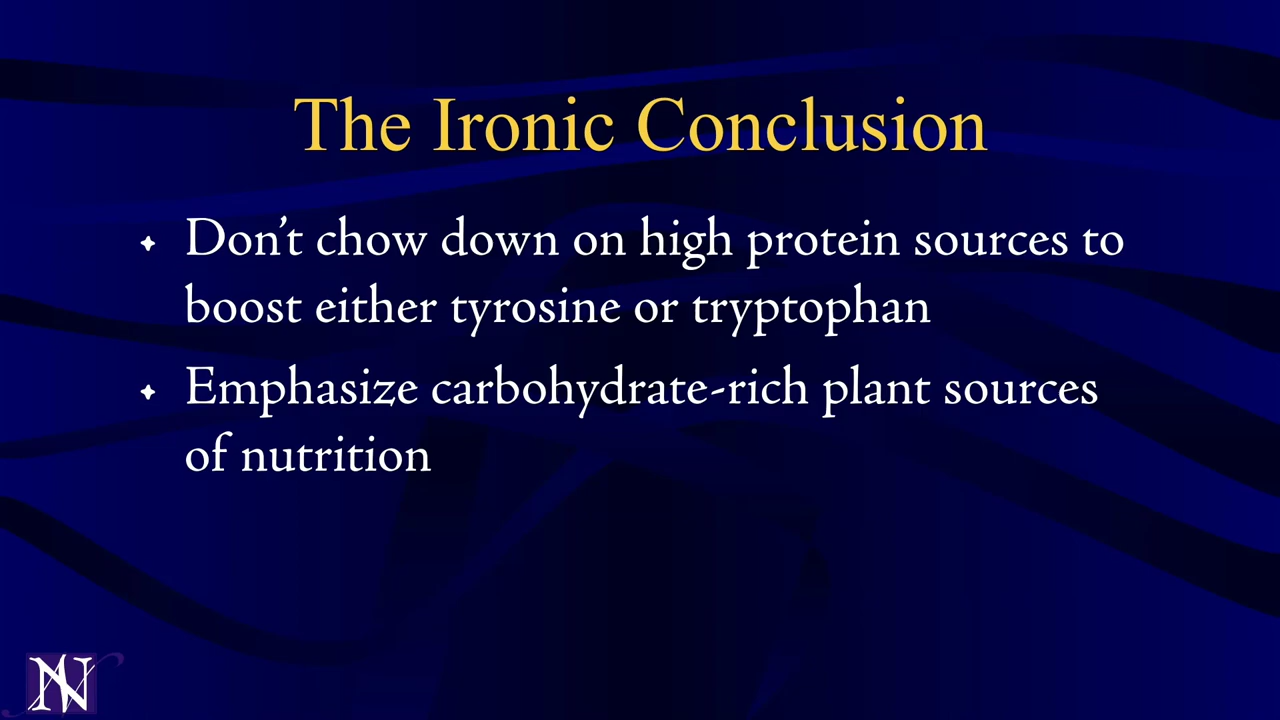 The Ironic Conclusion
Don’t chow down on high protein sources to
boost either tyrosine or tryptophan
Emphasize carbohydrate-rich plant sources
of nutrition
N